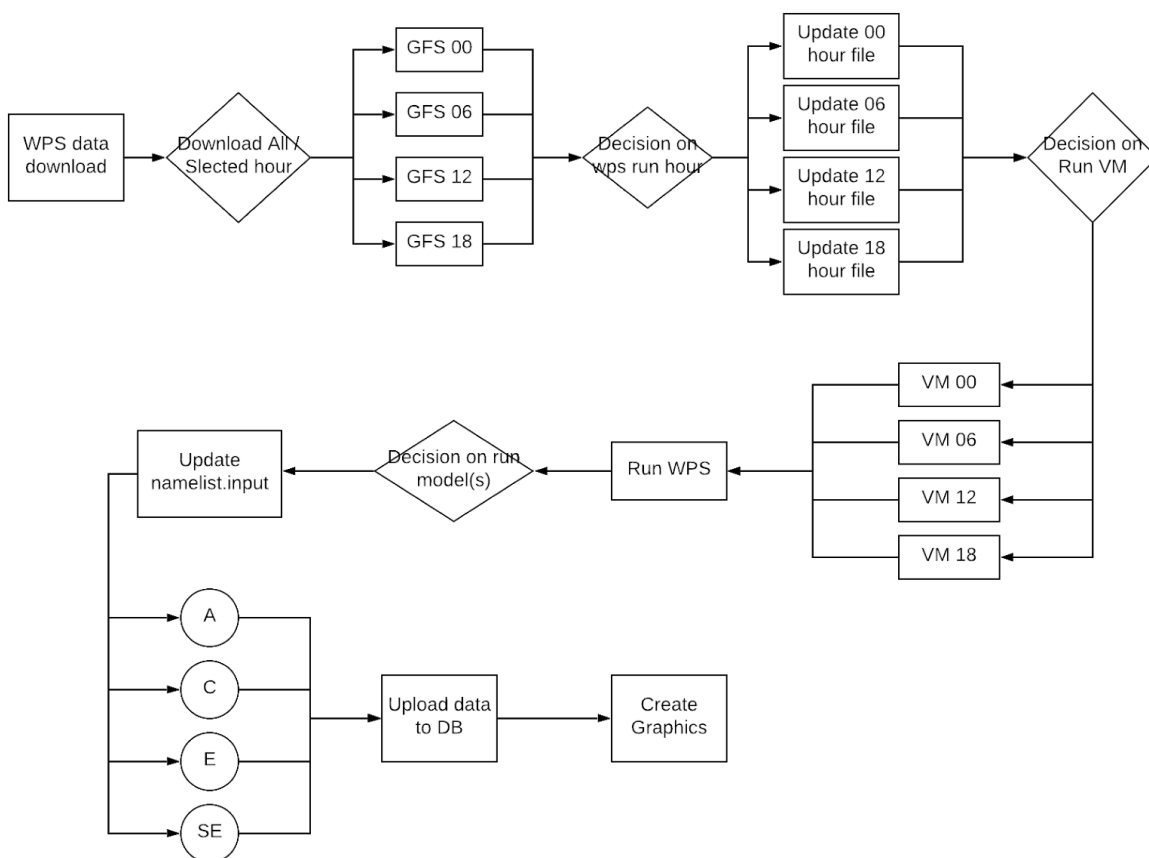 WPS data
download
Download All /
Slected hour
GFS 00
GFS 06
GFS 12
GFS 18
Decision on
wps run hour
Update 00
hour file
Update 06
hour file
Update 12
hour file
Update 18
hour file
Decision on
Run VM
VM 00
VM 06
VM 12
VM 18
Run WPS
Decision on run
model(s)
Update
namelist.input
A
C
E
SE
Upload data
to DB
Create
Graphics